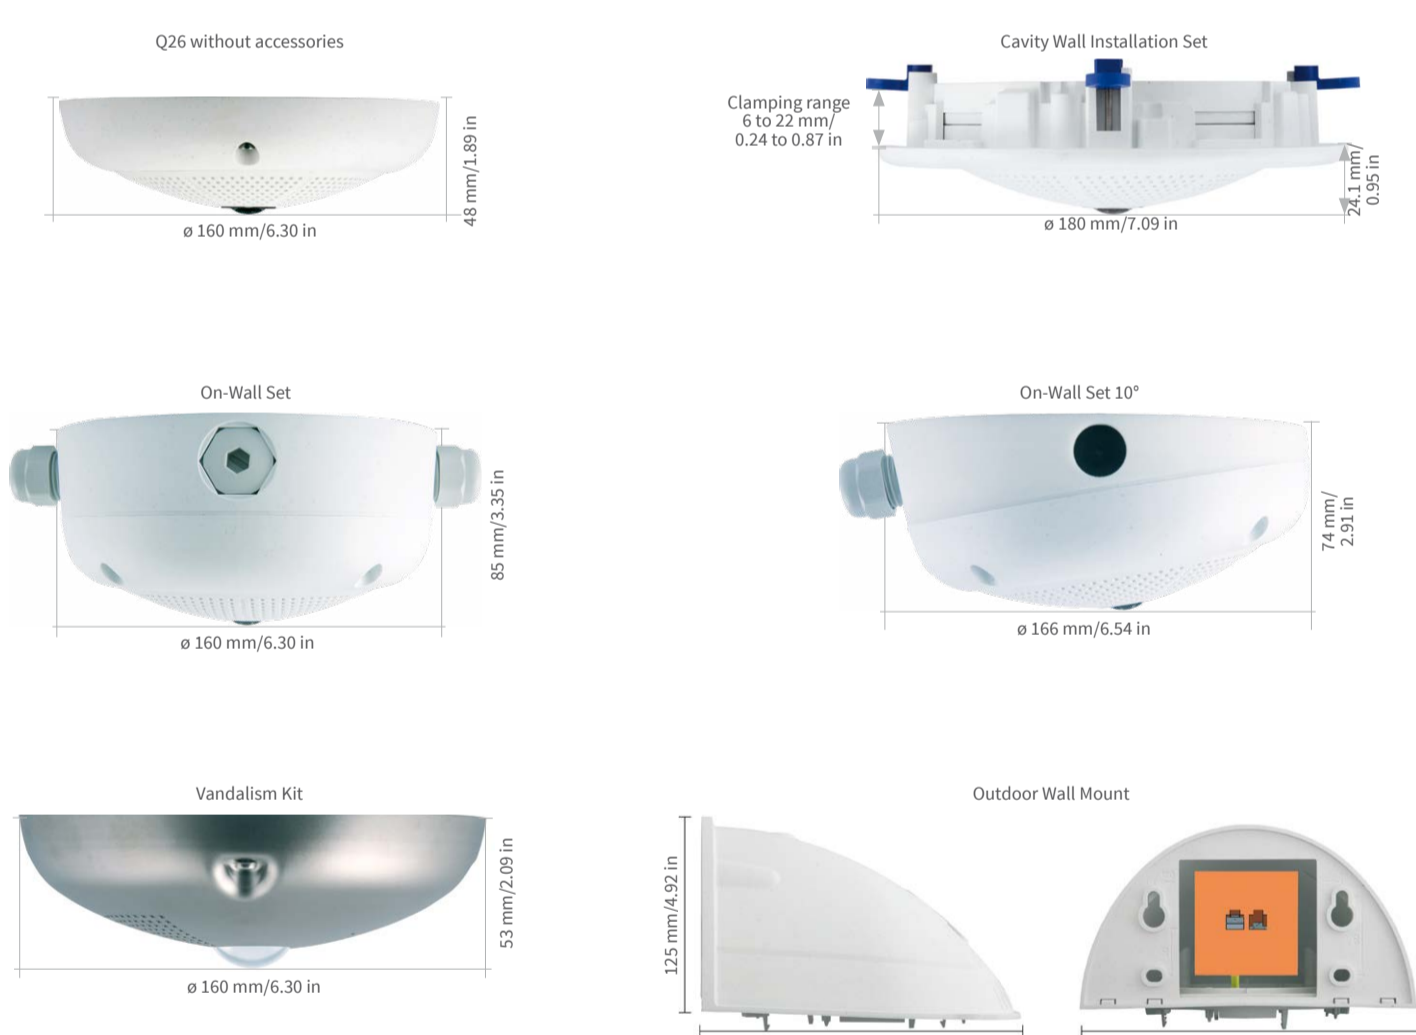 Q26 without accessories
48 mm/1.89 in
ø 160 mm/6.30 in
Cavity Wall Installation Set
Clamping range
6 to 22 mm/
0.24 to 0.87 in
24.1 mm/
0.95 in
ø 180 mm/7.09 in
On-Wall Set
85 mm/3.35 in
ø 160 mm/6.30 in
On-Wall Set 10°
74 mm/
2.91 in
ø 166 mm/6.54 in
Vandalism Kit
53 mm/2.09 in
ø 160 mm/6.30 in
Outdoor Wall Mount
125 mm/4.92 in